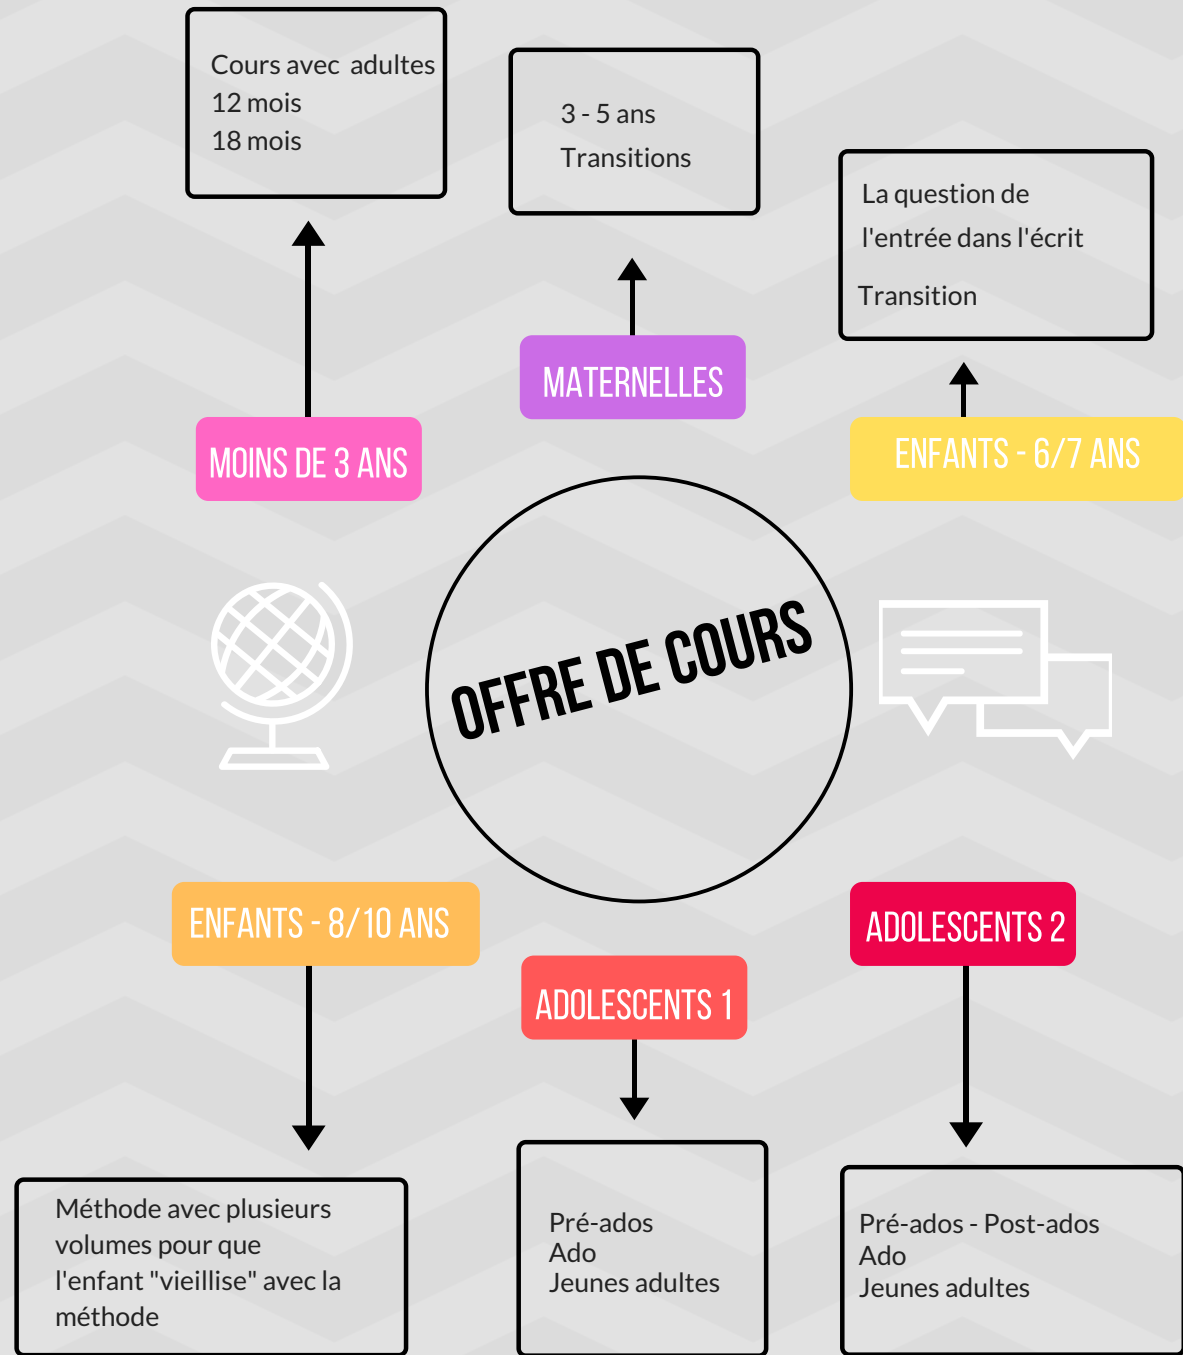 Cours avec adultes
12 mois
18 mois
3 - 5 ans
Transitions
La question de
l'entrée dans l'écrit
Transition
MATERNELLES
MOINS DE 3 ANS
ENFANTS - 6/7 ANS
OFFRE DE COURS
ENFANTS - 8/10 ANS
ADOLESCENTS 2
ADOLESCENTS 1
Méthode avec plusieurs
volumes pour que
l'enfant "vieillise" avec la
méthode
Pré-ados
Ado
Jeunes adultes
Pré-ados - Post-ados
Ado
Jeunes adultes